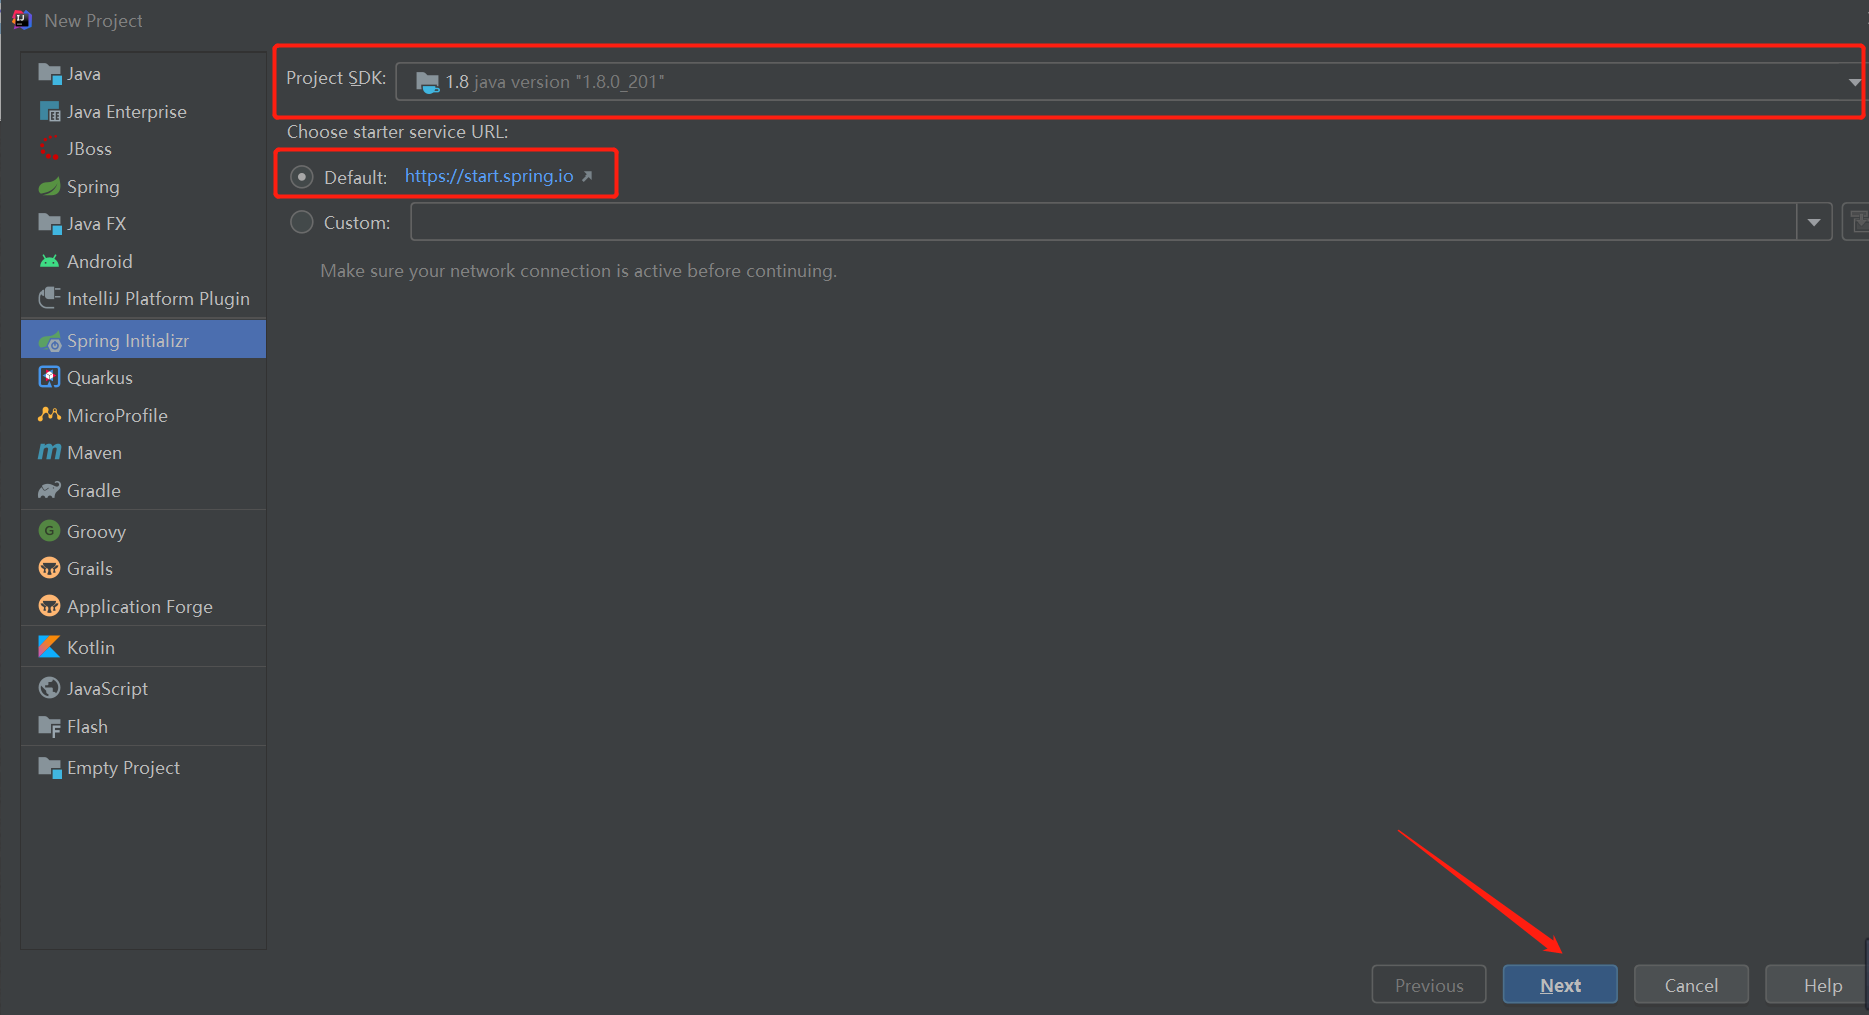 New Project
Java
Java Enterprise
JBoss
Spring
Java FX
Android
IntelliJ Platform Plugin
Spring Initializr
Quarkus
MicroProfile
Maven
Gradle
Groovy
Grails
Application Forge
Kotlin
JavaScript
Flash
Empty Project
Project SDK: 1.8 java version "1.8.0_201"
Choose starter service URL:
Default: https://start.spring.io
Custom:
Make sure your network connection is active before continuing.
Previous Next Cancel Help